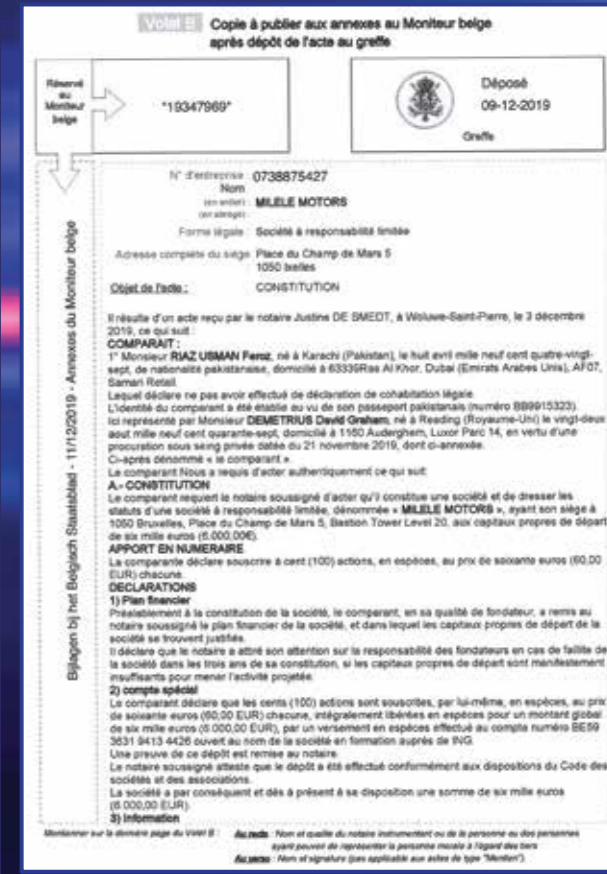 Volet B Copie à publier aux annexes au Moniteur belge
après dépôt de l'acte au greffe
Réservé
au
Moniteur
belge
*19347969*
Déposé
09-12-2019
Greffe
N° d'entreprise : 0738875427
Nom
(en entier) : MILELE MOTORS
(en abrégé) :
Forme légale : Société à responsabilité limitée
Adresse complète du siège Place du Champ de Mars 5
1050 Ixelles
Objet de l'acte : CONSTITUTION
Il résulte d'un acte reçu par le notaire Justine DE SMEDT, à Woluwe-Saint-Pierre, le 3 décembre
2019, ce qui suit :
COMPARAIT :
1° Monsieur RIAZ USMAN Feroz, né à Karachi (Pakistan), le huit avril mille neuf cent quatre-vingt-
sept, de nationalité pakistanaise, domicilié à 63339Ras Al Khor, Dubai (Emirats Arabes Unis), AF07,
Samari Retail.
Lequel déclare ne pas avoir effectué de déclaration de cohabitation légale.
L'identité du comparant a été établie au vu de son passeport pakistanais (numéro BB9915323).
Ici représenté par Monsieur DEMETRIUS David Graham, né à Reading (Royaume-Uni) le vingt-deux
aout mille neuf cent quarante-sept, domicilié à 1160 Auderghem, Luxor Parc 14, en vertu d'une
procuration sous seing privée datée du 21 novembre 2019, dont ci-annexée.
Ci-après dénommé « le comparant ».
Le comparant Nous a requis d'acter authentiquement ce qui suit:
A.- CONSTITUTION
Le comparant requiert le notaire soussigné d'acter qu'il constitue une société et de dresser les
statuts d'une société à responsabilité limitée, dénommée « MILELE MOTORS », ayant son siège à
1050 Bruxelles, Place du Champ de Mars 5, Bastion Tower Level 20, aux capitaux propres de départ
de six mille euros (6.000,00€).
APPORT EN NUMERAIRE
La comparante déclare souscrire à cent (100) actions, en espèces, au prix de soixante euros (60,00
EUR) chacune.
DECLARATIONS
1) Plan financier
Préalablement à la constitution de la société, le comparant, en sa qualité de fondateur, a remis au
notaire soussigné le plan financier de la société, et dans lequel les capitaux propres de départ de la
société se trouvent justifiés.
Il déclare que le notaire a attiré son attention sur la responsabilité des fondateurs en cas de faillite de
la société dans les trois ans de sa constitution, si les capitaux propres de départ sont manifestement
insuffisants pour mener l'activité projetée.
2) compte spécial
Le comparant déclare que les cents (100) actions sont souscrites, par lui-même, en espèces, au prix
de soixante euros (60,00 EUR) chacune, intégralement libérées en espèces pour un montant global
de six mille euros (6.000,00 EUR), par un versement en espèces effectué au compte numéro BE59
3631 9413 4426 ouvert au nom de la société en formation auprès de ING.
Une preuve de ce dépôt est remise au notaire.
Le notaire soussigné atteste que le dépôt a été effectué conformément aux dispositions du Code des
sociétés et des associations.
La société a par conséquent et dès à présent à sa disposition une somme de six mille euros
(6.000,00 EUR).
3) Information
Bijlagen bij het Belgisch Staatsblad - 11/12/2019 - Annexes du Moniteur belge
Mentionner sur la dernière page du Volet B : Au recto : Nom et qualité du notaire instrumentant ou de la personne ou des personnes
ayant pouvoir de représenter la personne morale à l'égard des tiers
Au verso : Nom et signature (pas applicable aux actes de type "Mention").